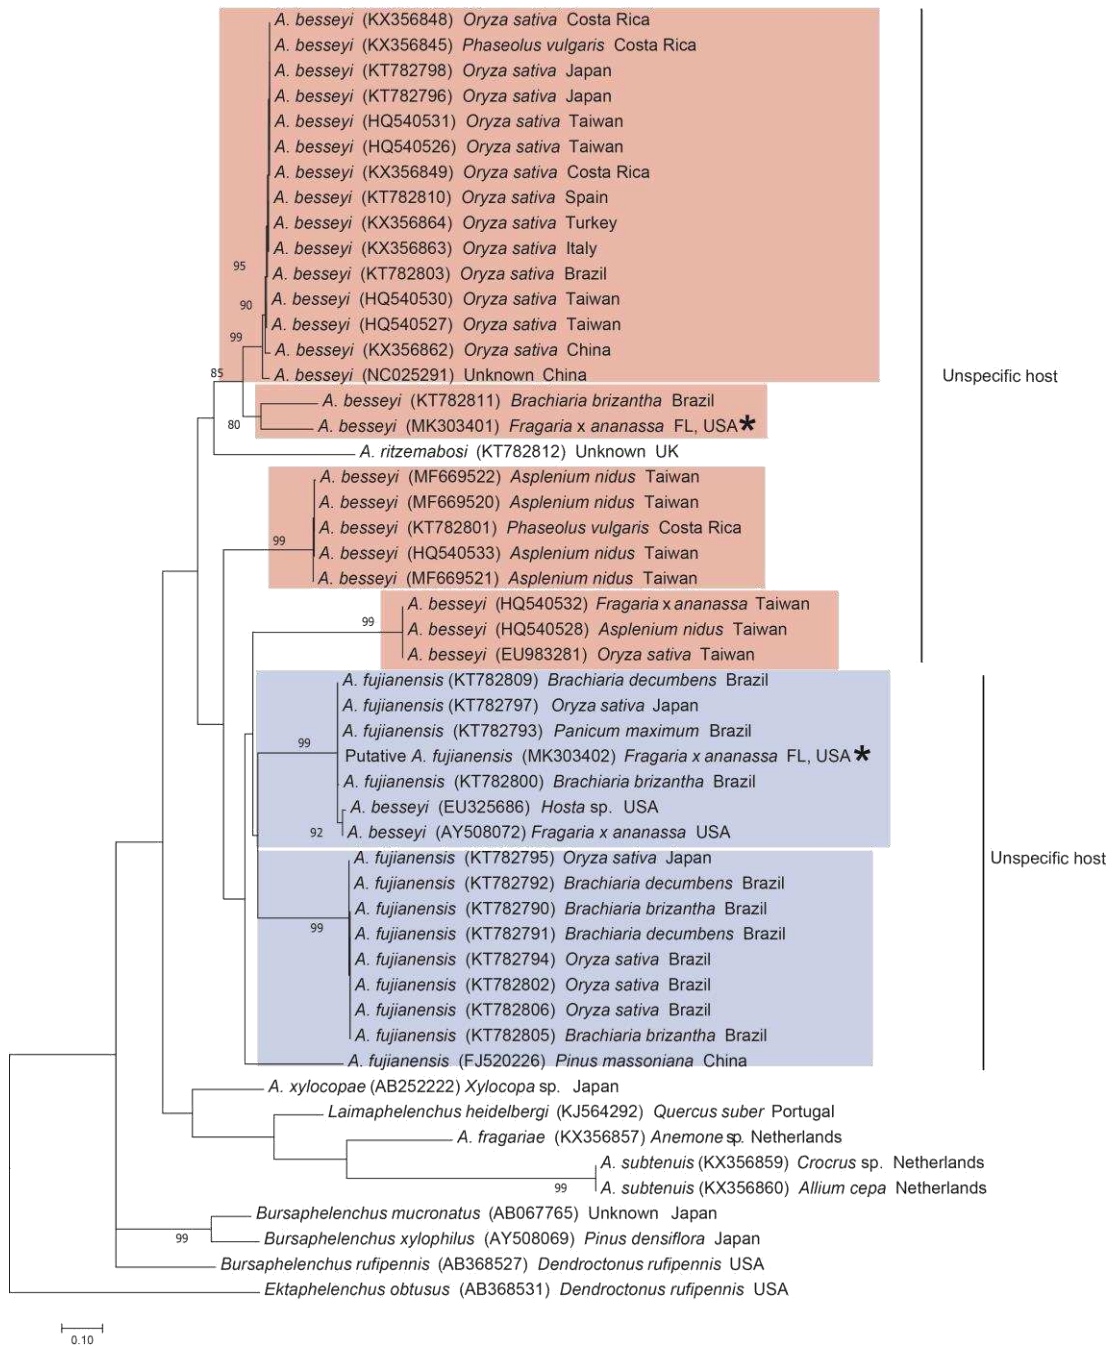 A. besseyi (KX356848) Oryza sativa Costa Rica
A. besseyi (KX356845) Phaseolus vulgaris Costa Rica
A. besseyi (KT782798) Oryza sativa Japan
A. besseyi (KT782796) Oryza sativa Japan
A. besseyi (HQ540531) Oryza sativa Taiwan
A. besseyi (HQ540526) Oryza sativa Taiwan
A. besseyi (KX356849) Oryza sativa Costa Rica
A. besseyi (KT782810) Oryza sativa Spain
A. besseyi (KX356864) Oryza sativa Turkey
A. besseyi (KX356863) Oryza sativa Italy
95
A. besseyi (KT782803) Oryza sativa Brazil
90
A. besseyi (HQ540530) Oryza sativa Taiwan
A. besseyi (HQ540527) Oryza sativa Taiwan
99
A. besseyi (KX356862) Oryza sativa China
85
A. besseyi (NC025291) Unknown China
Unspecific host
A. besseyi (KT782811) Brachiaria brizantha Brazil
80
A. besseyi (MK303401) Fragaria x ananassa FL, USA*
A. ritzemabosi (KT782812) Unknown UK
A. besseyi (MF669522) Asplenium nidus Taiwan
A. besseyi (MF669520) Asplenium nidus Taiwan
A. besseyi (KT782801) Phaseolus vulgaris Costa Rica
99
A. besseyi (HQ540533) Asplenium nidus Taiwan
A. besseyi (MF669521) Asplenium nidus Taiwan
A. besseyi (HQ540532) Fragaria x ananassa Taiwan
99
A. besseyi (HQ540528) Asplenium nidus Taiwan
A. besseyi (EU983281) Oryza sativa Taiwan
A. fujianensis (KT782809) Brachiaria decumbens Brazil
A. fujianensis (KT782797) Oryza sativa Japan
A. fujianensis (KT782793) Panicum maximum Brazil
99
Putative A. fujianensis (MK303402) Fragaria x ananassa FL, USA*
A. fujianensis (KT782800) Brachiaria brizantha Brazil
A. besseyi (EU325686) Hosta sp. USA
92
A. besseyi (AY508072) Fragaria x ananassa USA
A. fujianensis (KT782795) Oryza sativa Japan
Unspecific host
A. fujianensis (KT782792) Brachiaria decumbens Brazil
A. fujianensis (KT782790) Brachiaria brizantha Brazil
99
A. fujianensis (KT782791) Brachiaria decumbens Brazil
A. fujianensis (KT782794) Oryza sativa Brazil
A. fujianensis (KT782802) Oryza sativa Brazil
A. fujianensis (KT782806) Oryza sativa Brazil
A. fujianensis (KT782805) Brachiaria brizantha Brazil
A. fujianensis (FJ520226) Pinus massoniana China
A. xylocopae (AB252222) Xylocopa sp. Japan
Laimaphelenchus heidelbergi (KJ564292) Quercus suber Portugal
A. fragariae (KX356857) Anemone sp. Netherlands
A. subtenuis (KX356859) Crocrus sp. Netherlands
99
A. subtenuis (KX356860) Allium cepa Netherlands
Bursaphelenchus mucronatus (AB067765) Unknown Japan
99
Bursaphelenchus xylophilus (AY508069) Pinus densiflora Japan
Bursaphelenchus rufipennis (AB368527) Dendroctonus rufipennis USA
Ektaphelenchus obtusus (AB368531) Dendroctonus rufipennis USA
0.10